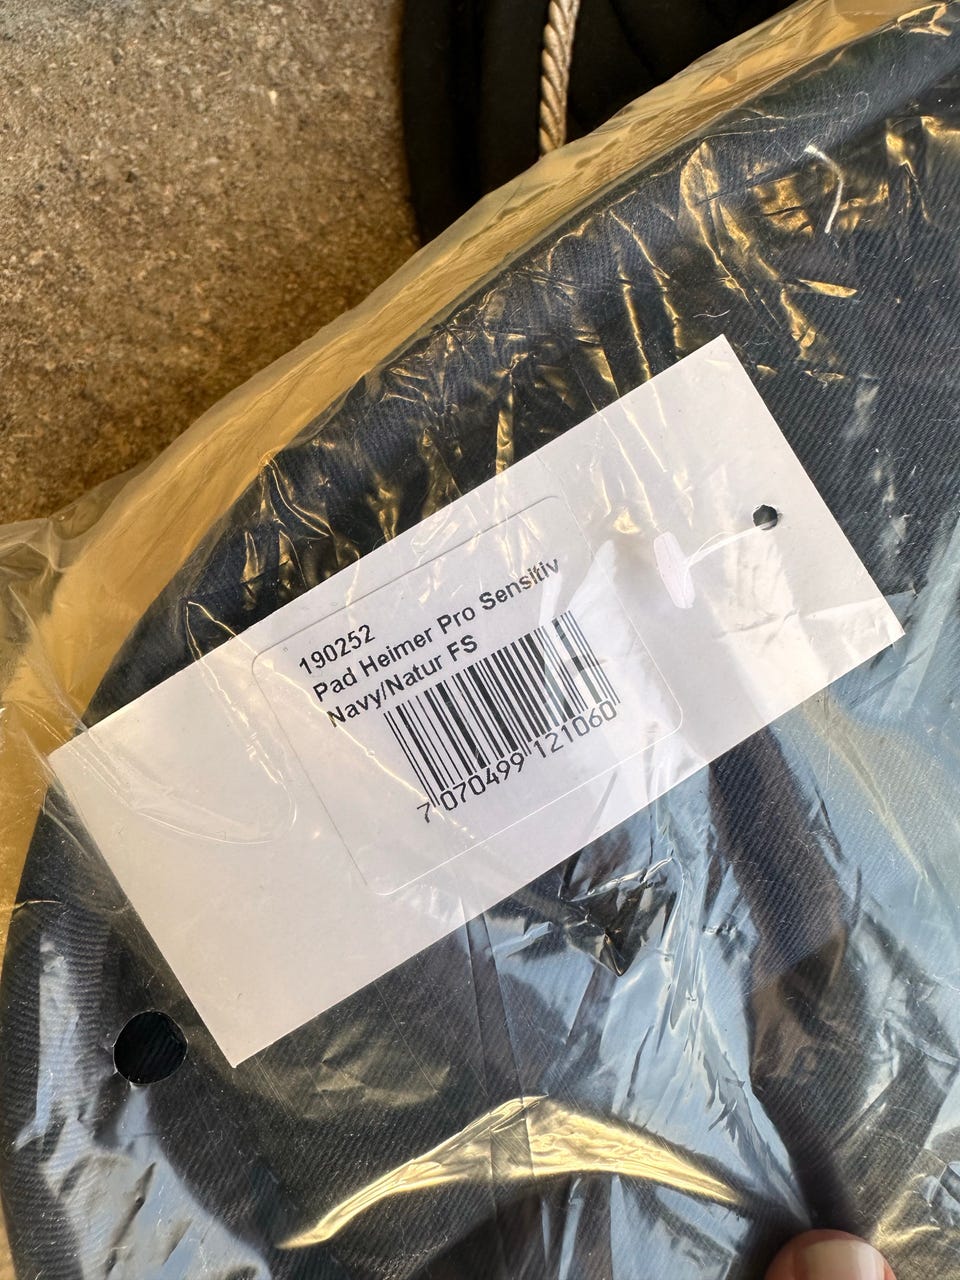 190252
Pad Heimer Pro Sensitiv
Navy/Natur FS
7 070499 121060